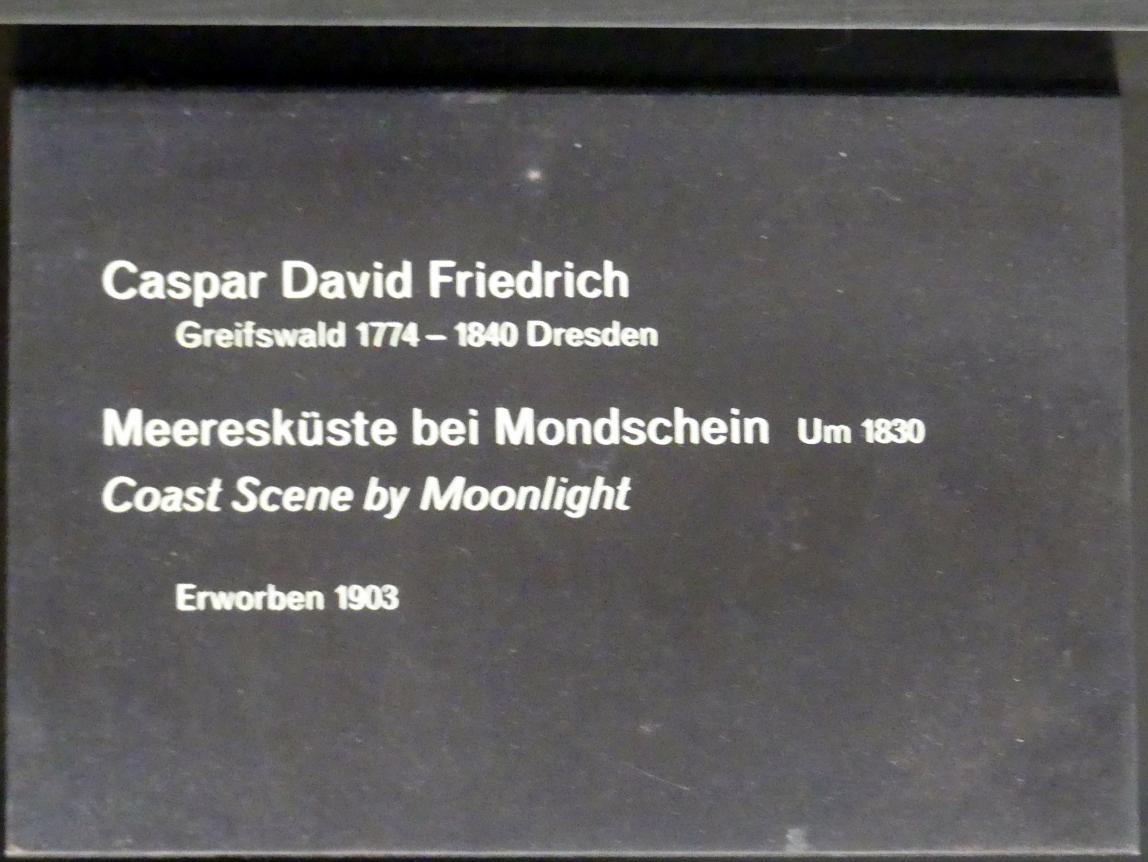 Caspar David Friedrich
Greifswald 1774 – 1840 Dresden
Meeresküste bei Mondschein Um 1830
Coast Scene by Moonlight
Erworben 1903